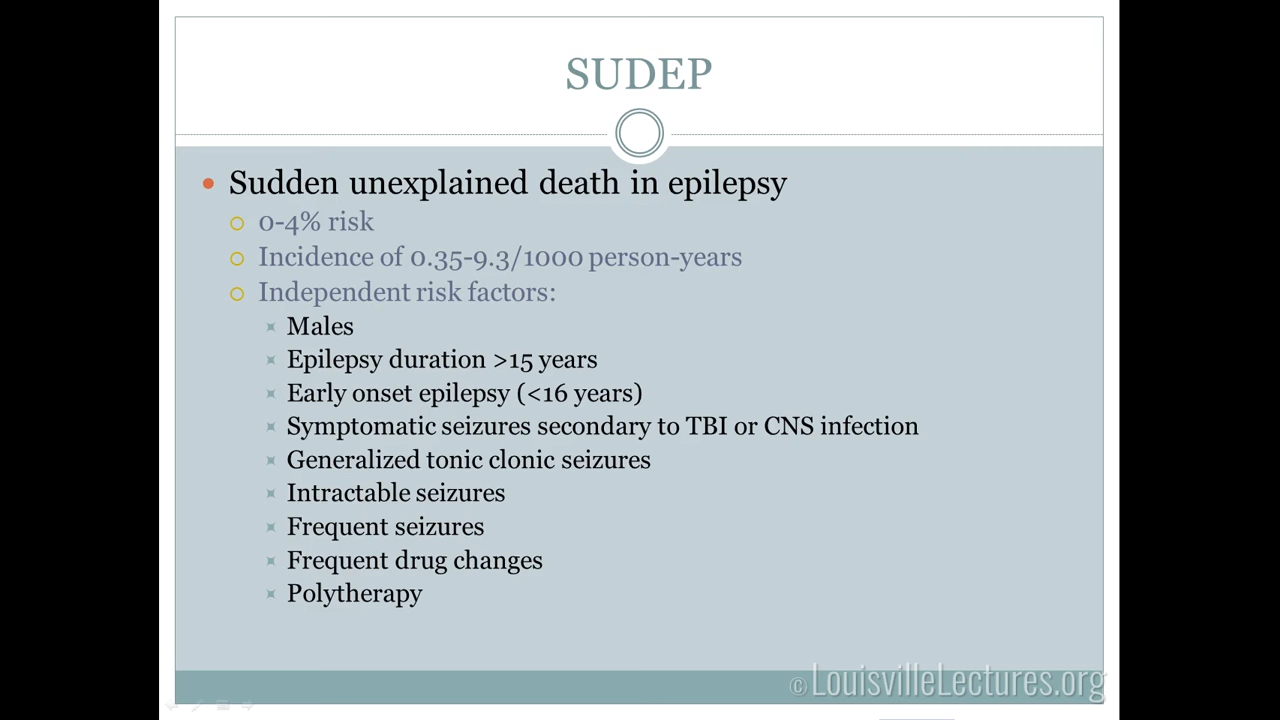 SUDEP
Sudden unexplained death in epilepsy
0-4% risk
Incidence of 0.35-9.3/1000 person-years
Independent risk factors:
Males
Epilepsy duration >15 years
Early onset epilepsy (<16 years)
Symptomatic seizures secondary to TBI or CNS infection
Generalized tonic clonic seizures
Intractable seizures
Frequent seizures
Frequent drug changes
Polytherapy
© LouisvilleLectures.org